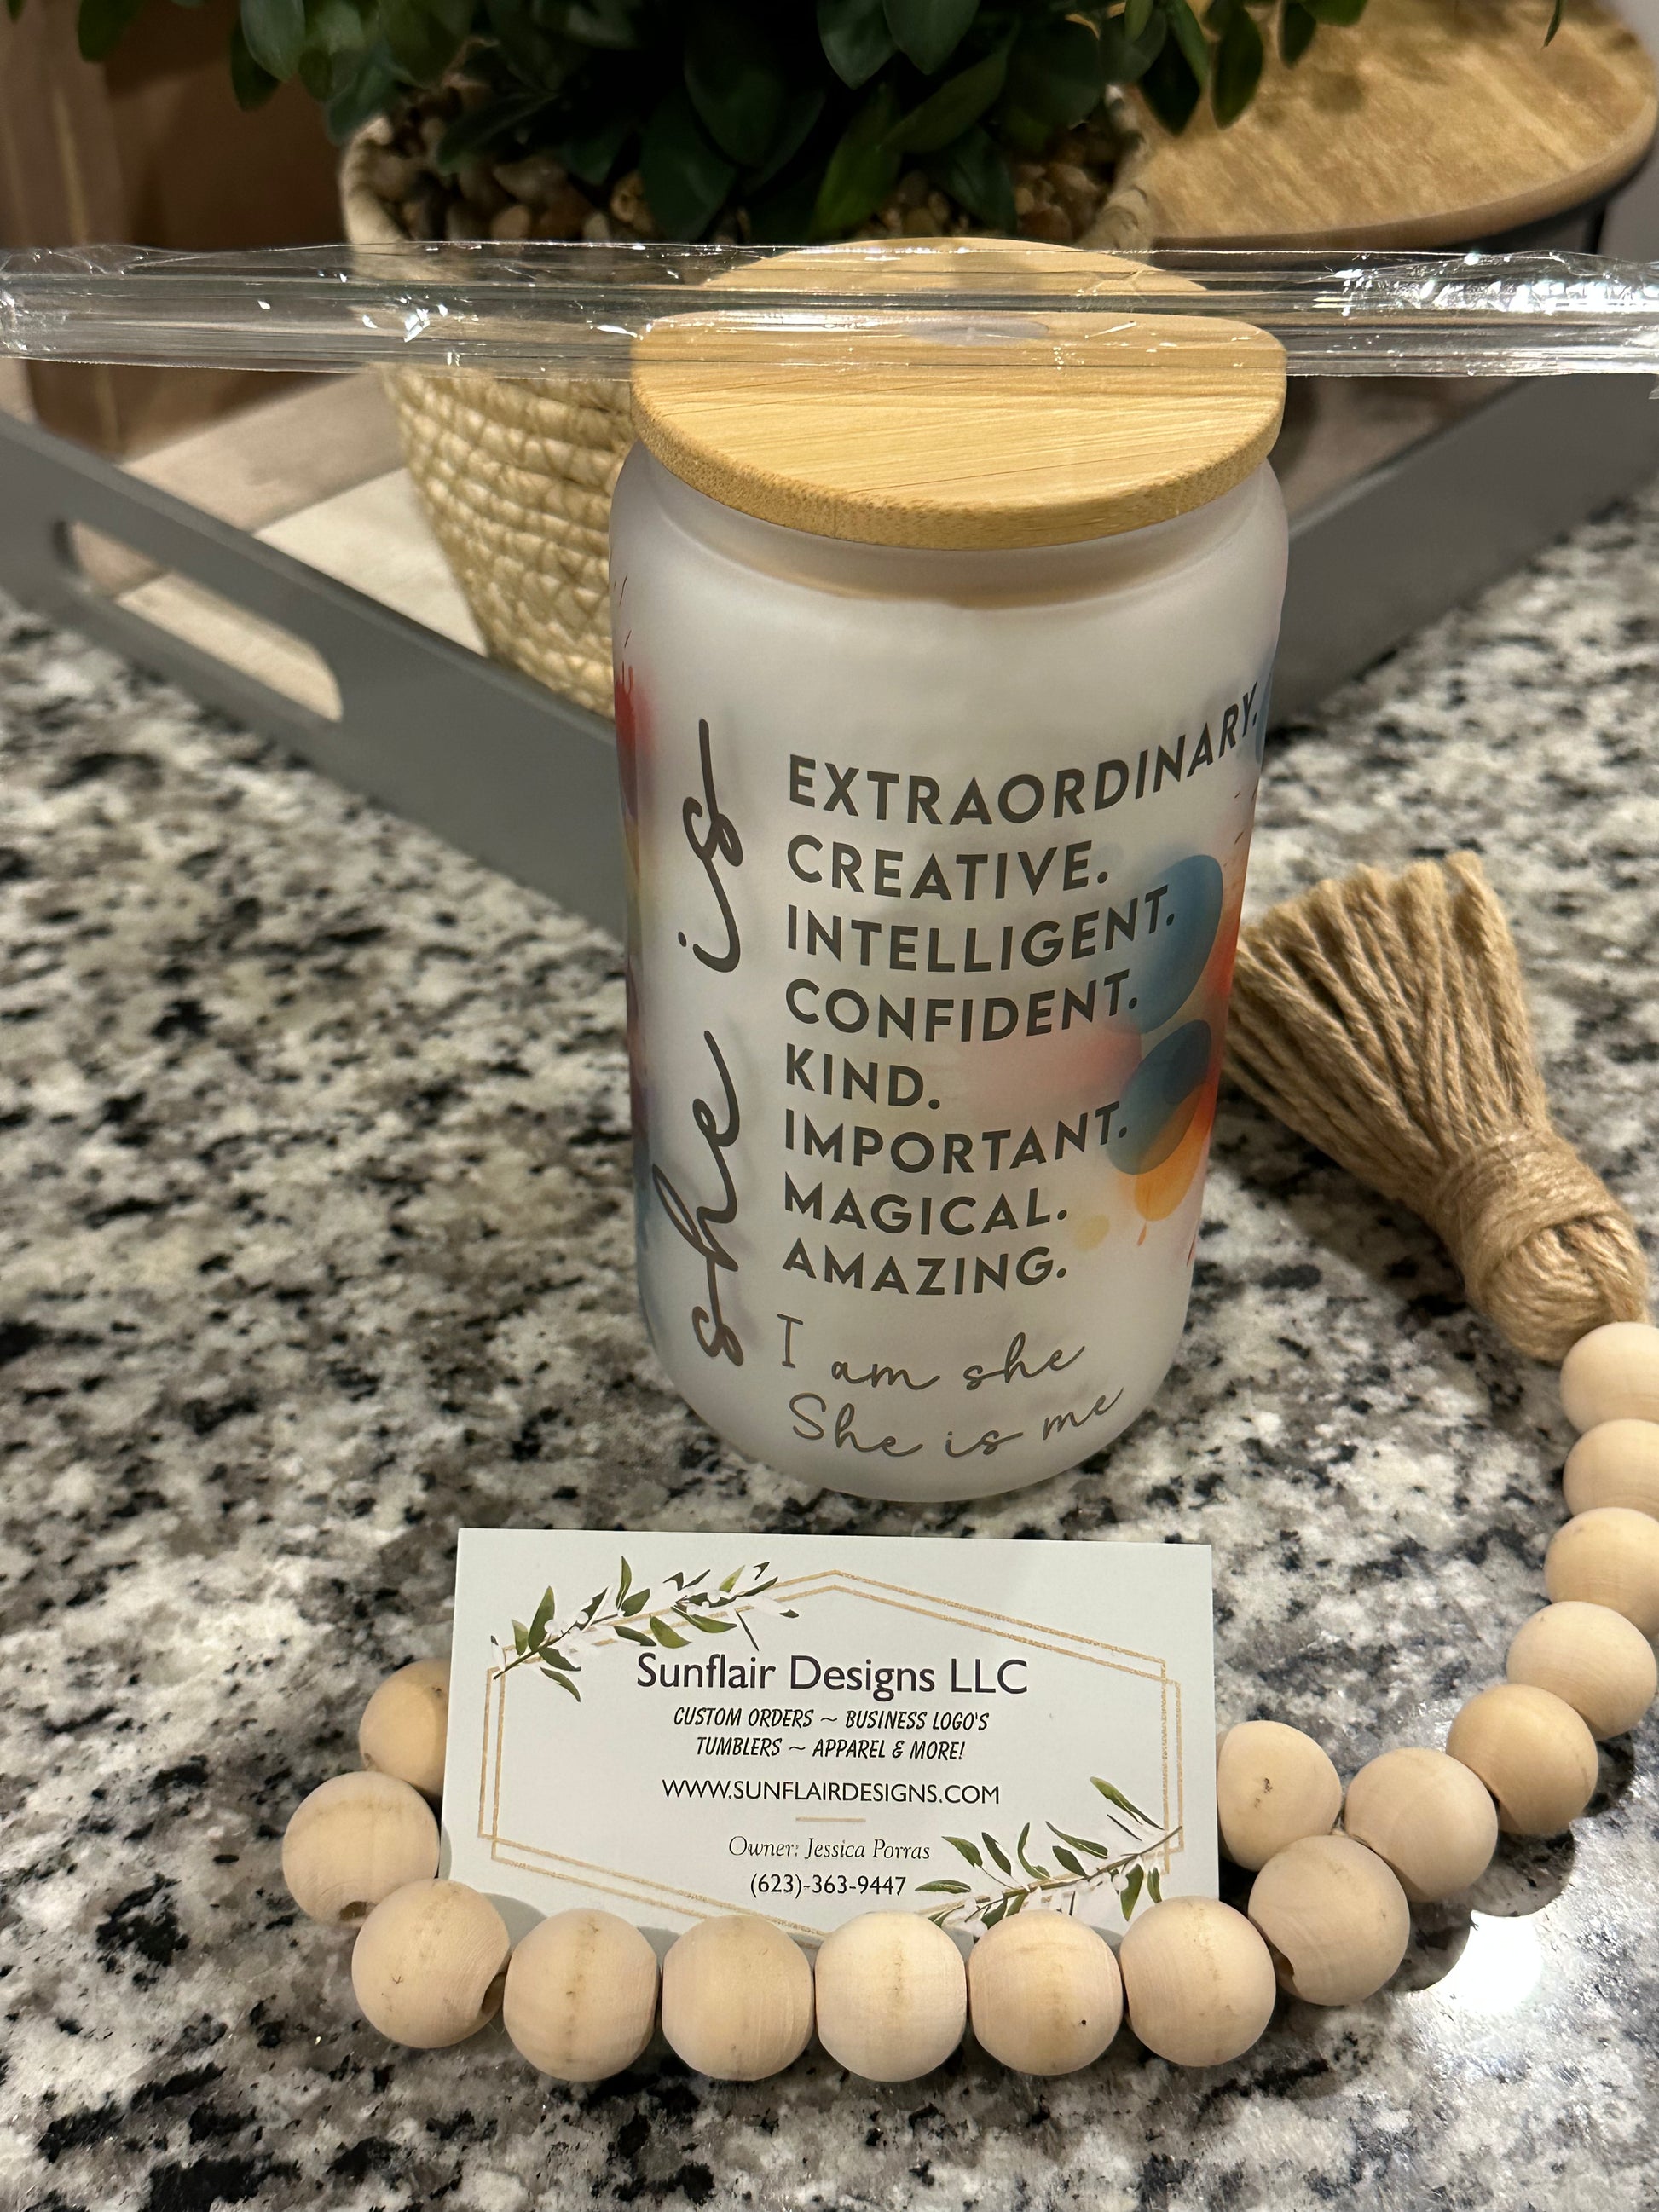 she is
EXTRAORDINARY.
CREATIVE.
INTELLIGENT.
CONFIDENT.
KIND.
IMPORTANT.
MAGICAL.
AMAZING.
I am she
She is me
Sunflair Designs LLC
CUSTOM ORDERS ~ BUSINESS LOGO'S
TUMBLERS ~ APPAREL & MORE!
WWW.SUNFLAIRDESIGNS.COM
Owner: Jessica Porras
(623)-363-9447